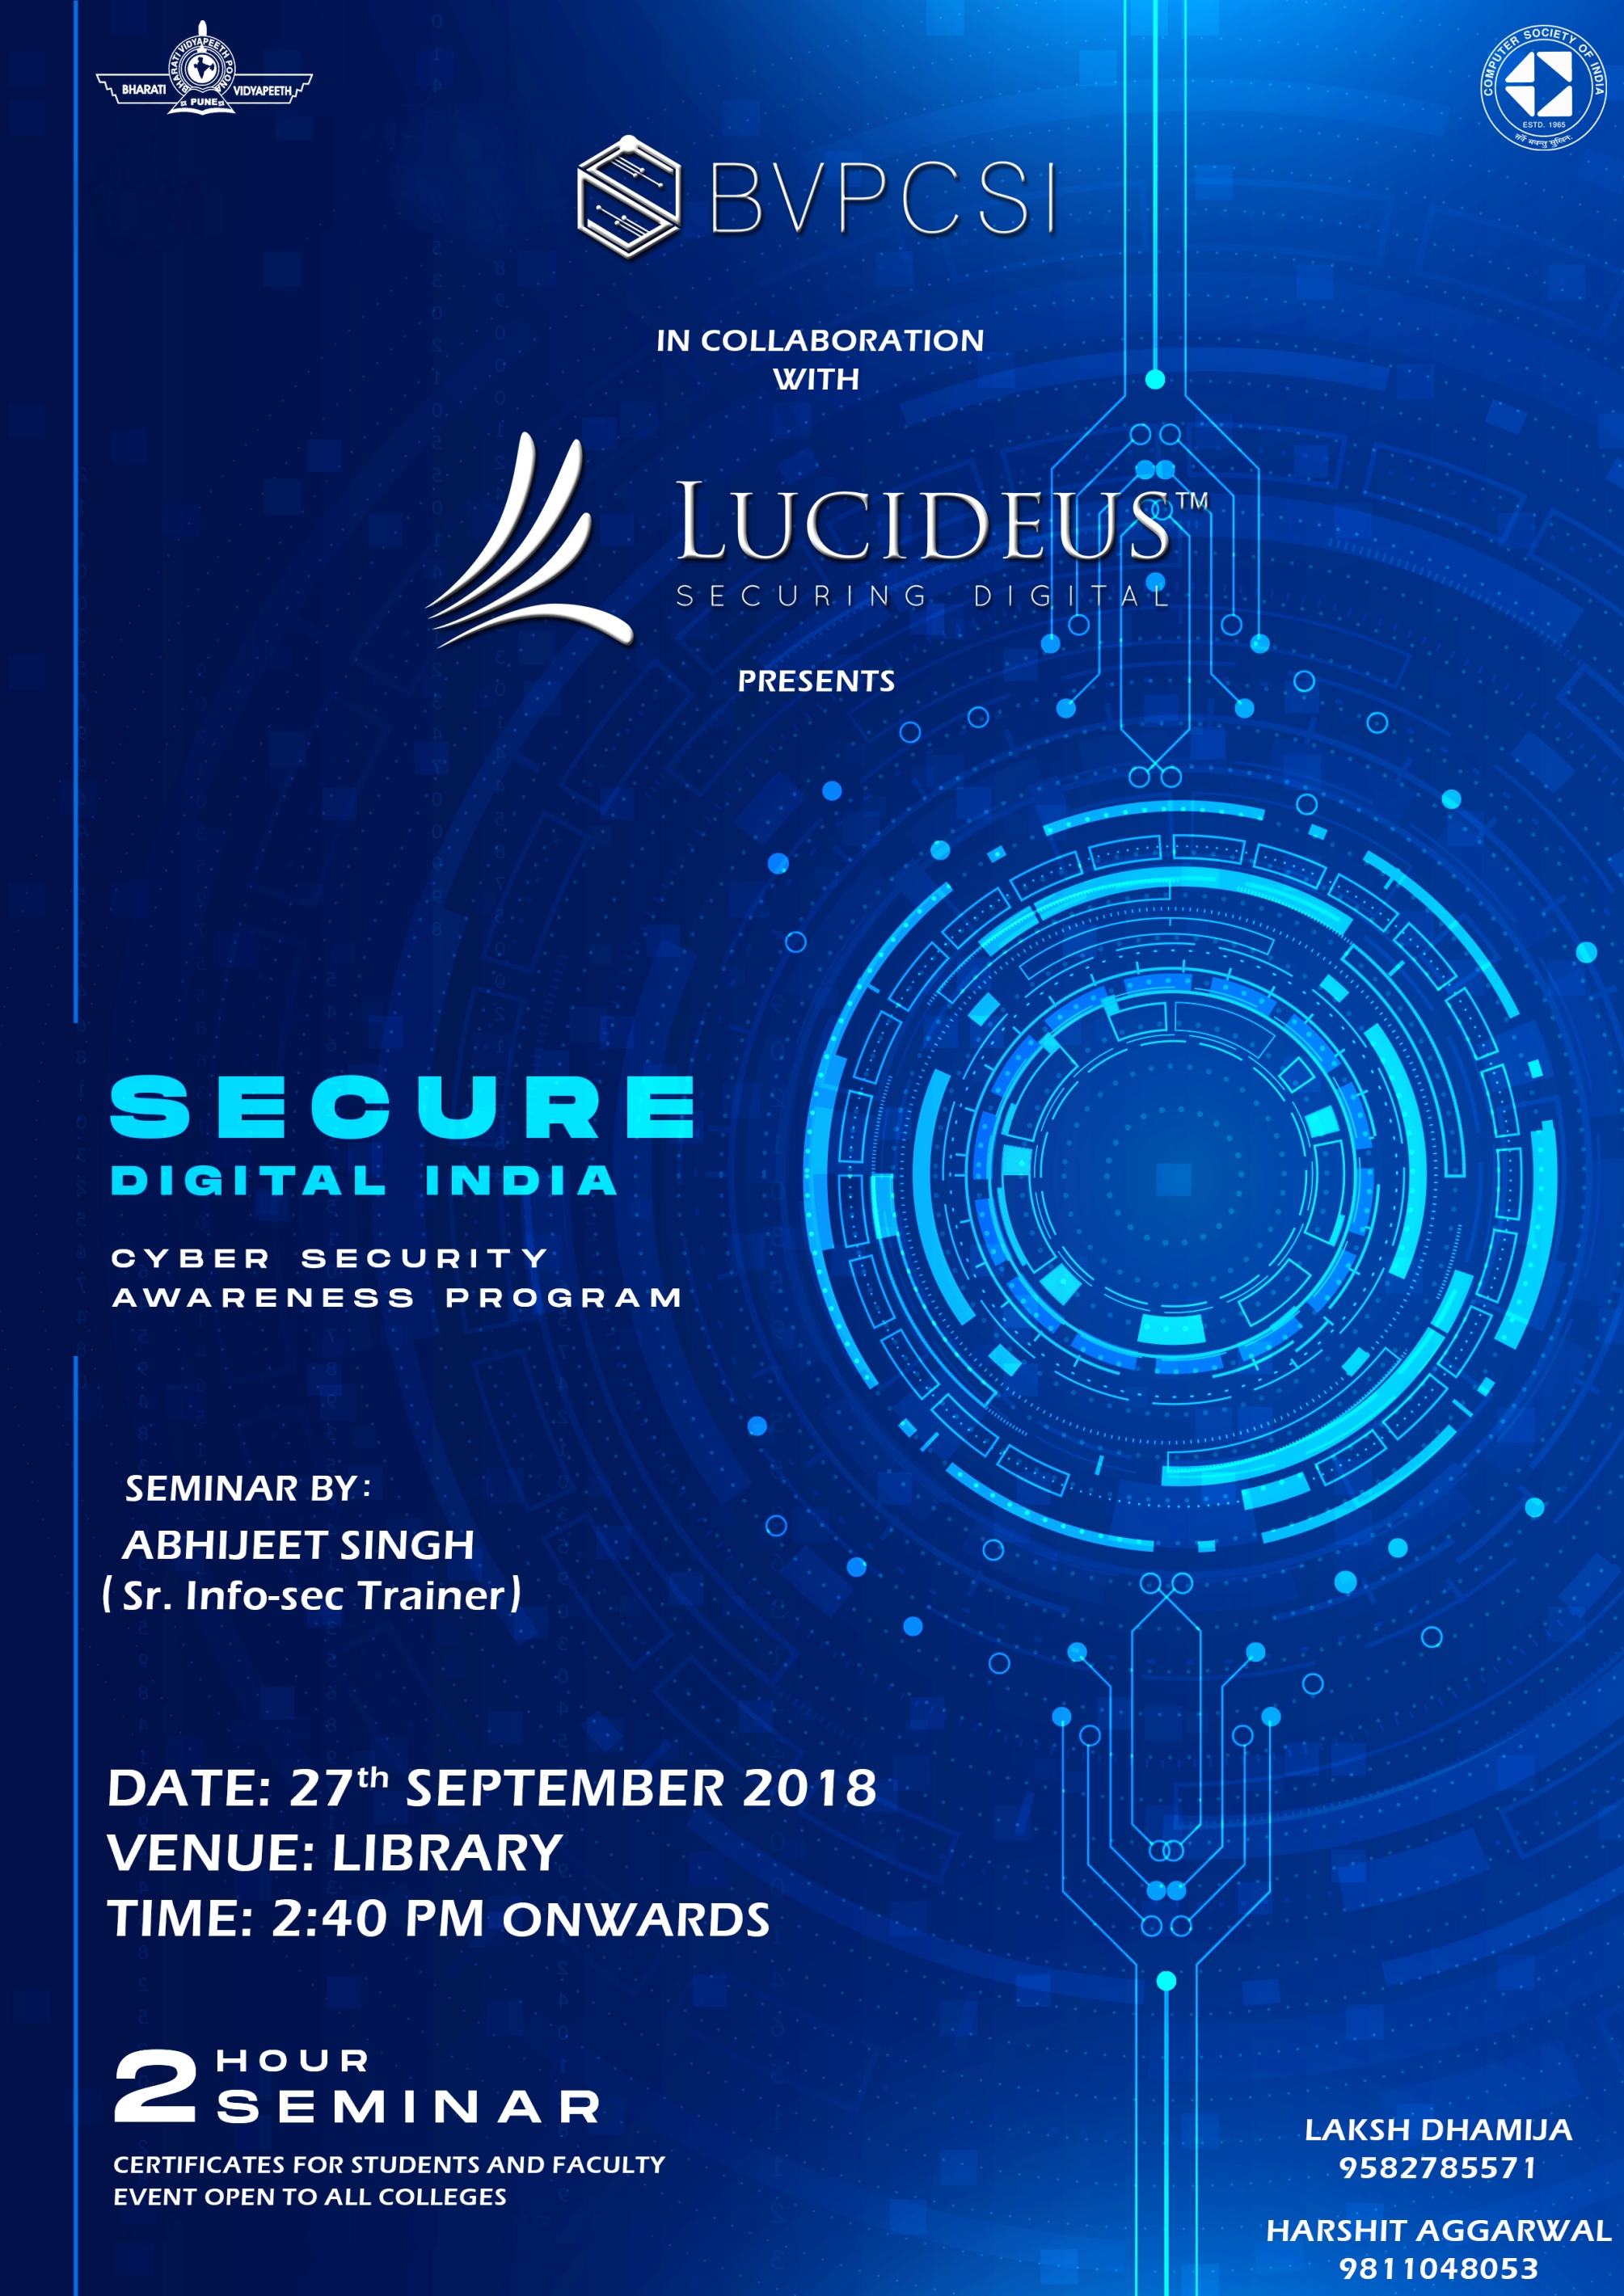 BHARATI VIDYAPEETH POONA
BHARATI VIDYAPEETH
PUNE
COMPUTER SOCIETY OF INDIA
ESTD. 1965
BVPCSI
IN COLLABORATION
WITH
LUCIDEUS™
SECURING DIGITAL
PRESENTS
SECURE
DIGITAL INDIA
CYBER SECURITY
AWARENESS PROGRAM
SEMINAR BY:
ABHIJEET SINGH
(Sr. Info-sec Trainer)
DATE: 27th SEPTEMBER 2018
VENUE: LIBRARY
TIME: 2:40 PM ONWARDS
2 HOUR
SEMINAR
CERTIFICATES FOR STUDENTS AND FACULTY
EVENT OPEN TO ALL COLLEGES
LAKSH DHAMIJA
9582785571
HARSHIT AGGARWAL
9811048053